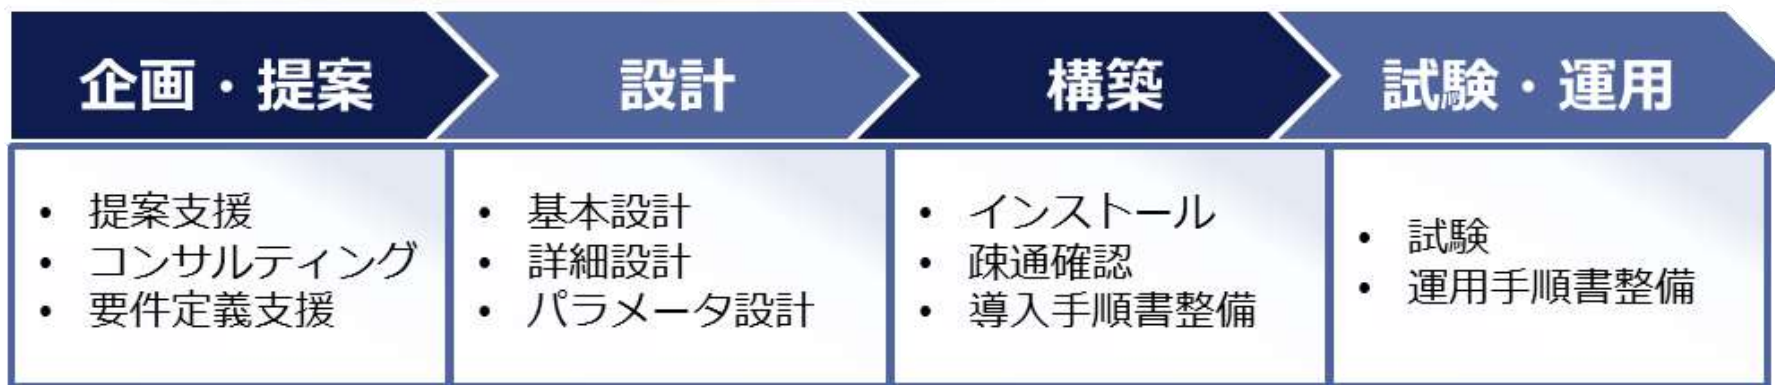 企画・提案
設計
構築
試験・運用
• 提案支援
• コンサルティング
• 要件定義支援
• 基本設計
• 詳細設計
• パラメータ設計
• インストール
• 疎通確認
• 導入手順書整備
• 試験
• 運用手順書整備